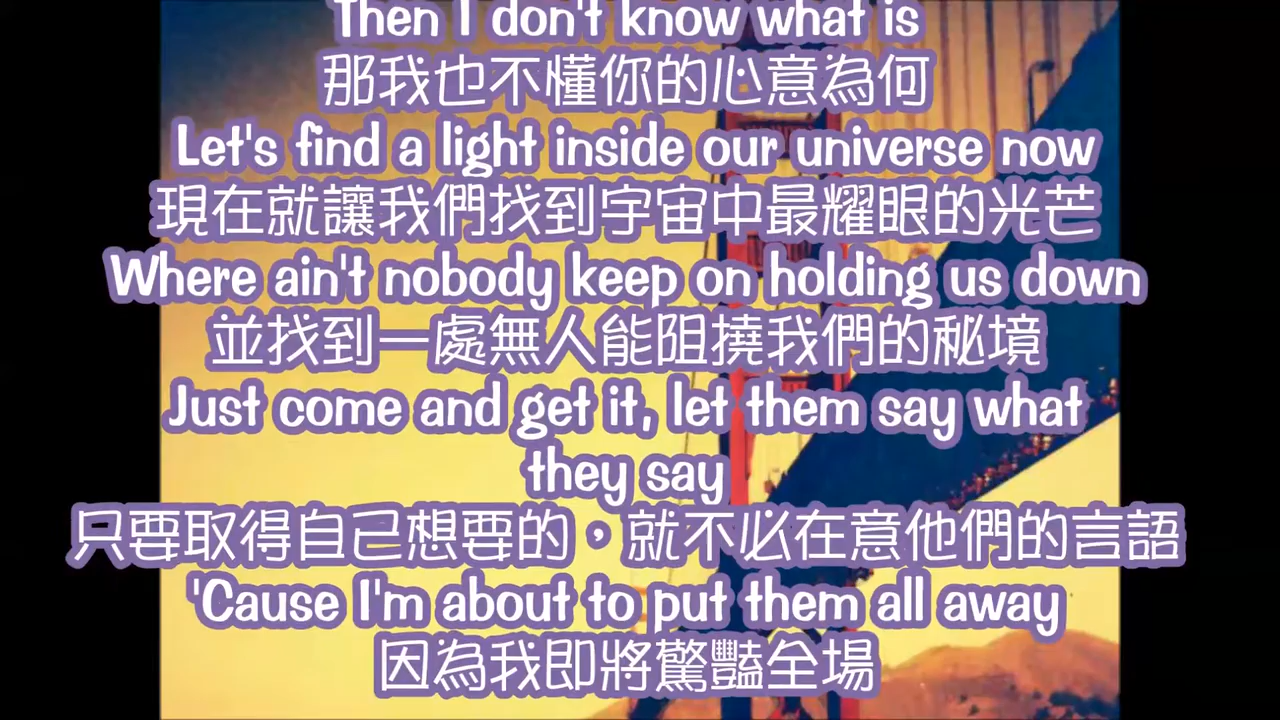 Then I don't know what is
那我也不懂你的心意為何
Let's find a light inside our universe now
現在就讓我們找到宇宙中最耀眼的光芒
Where ain't nobody keep on holding us down
並找到一處無人能阻撓我們的秘境
Just come and get it, let them say what
they say
只要取得自己想要的，就不必在意他們的言語
'Cause I'm about to put them all away
因為我即將驚豔全場